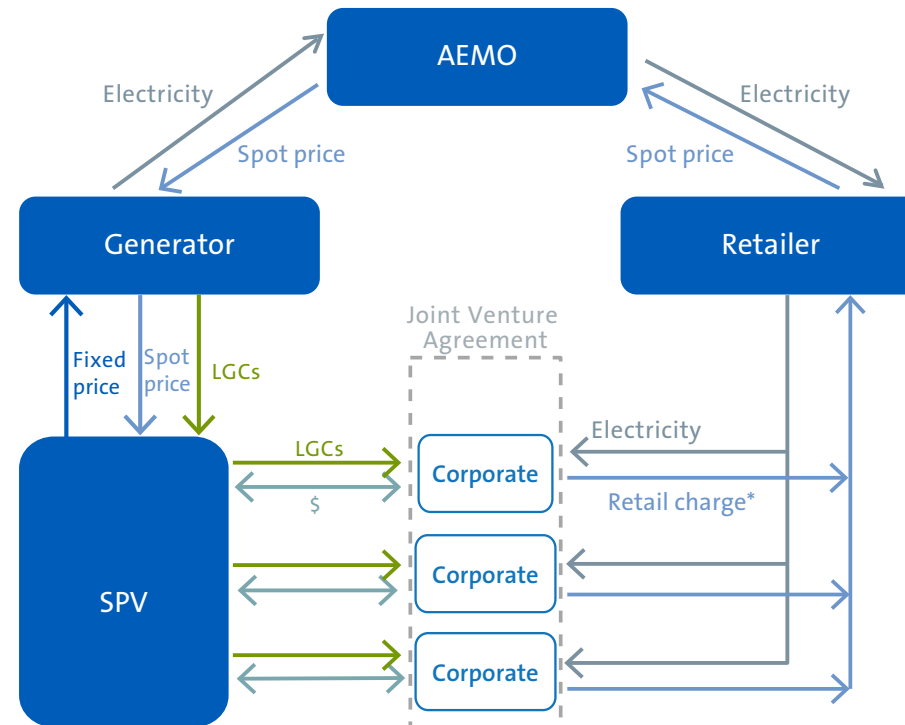 AEMO
Electricity
Electricity
Spot price
Spot price
Generator
Retailer
Joint Venture
Agreement
Fixed
price
Spot
price
LGCs
LGCs
$
Electricity
Corporate
Retail charge*
Corporate
SPV
Corporate